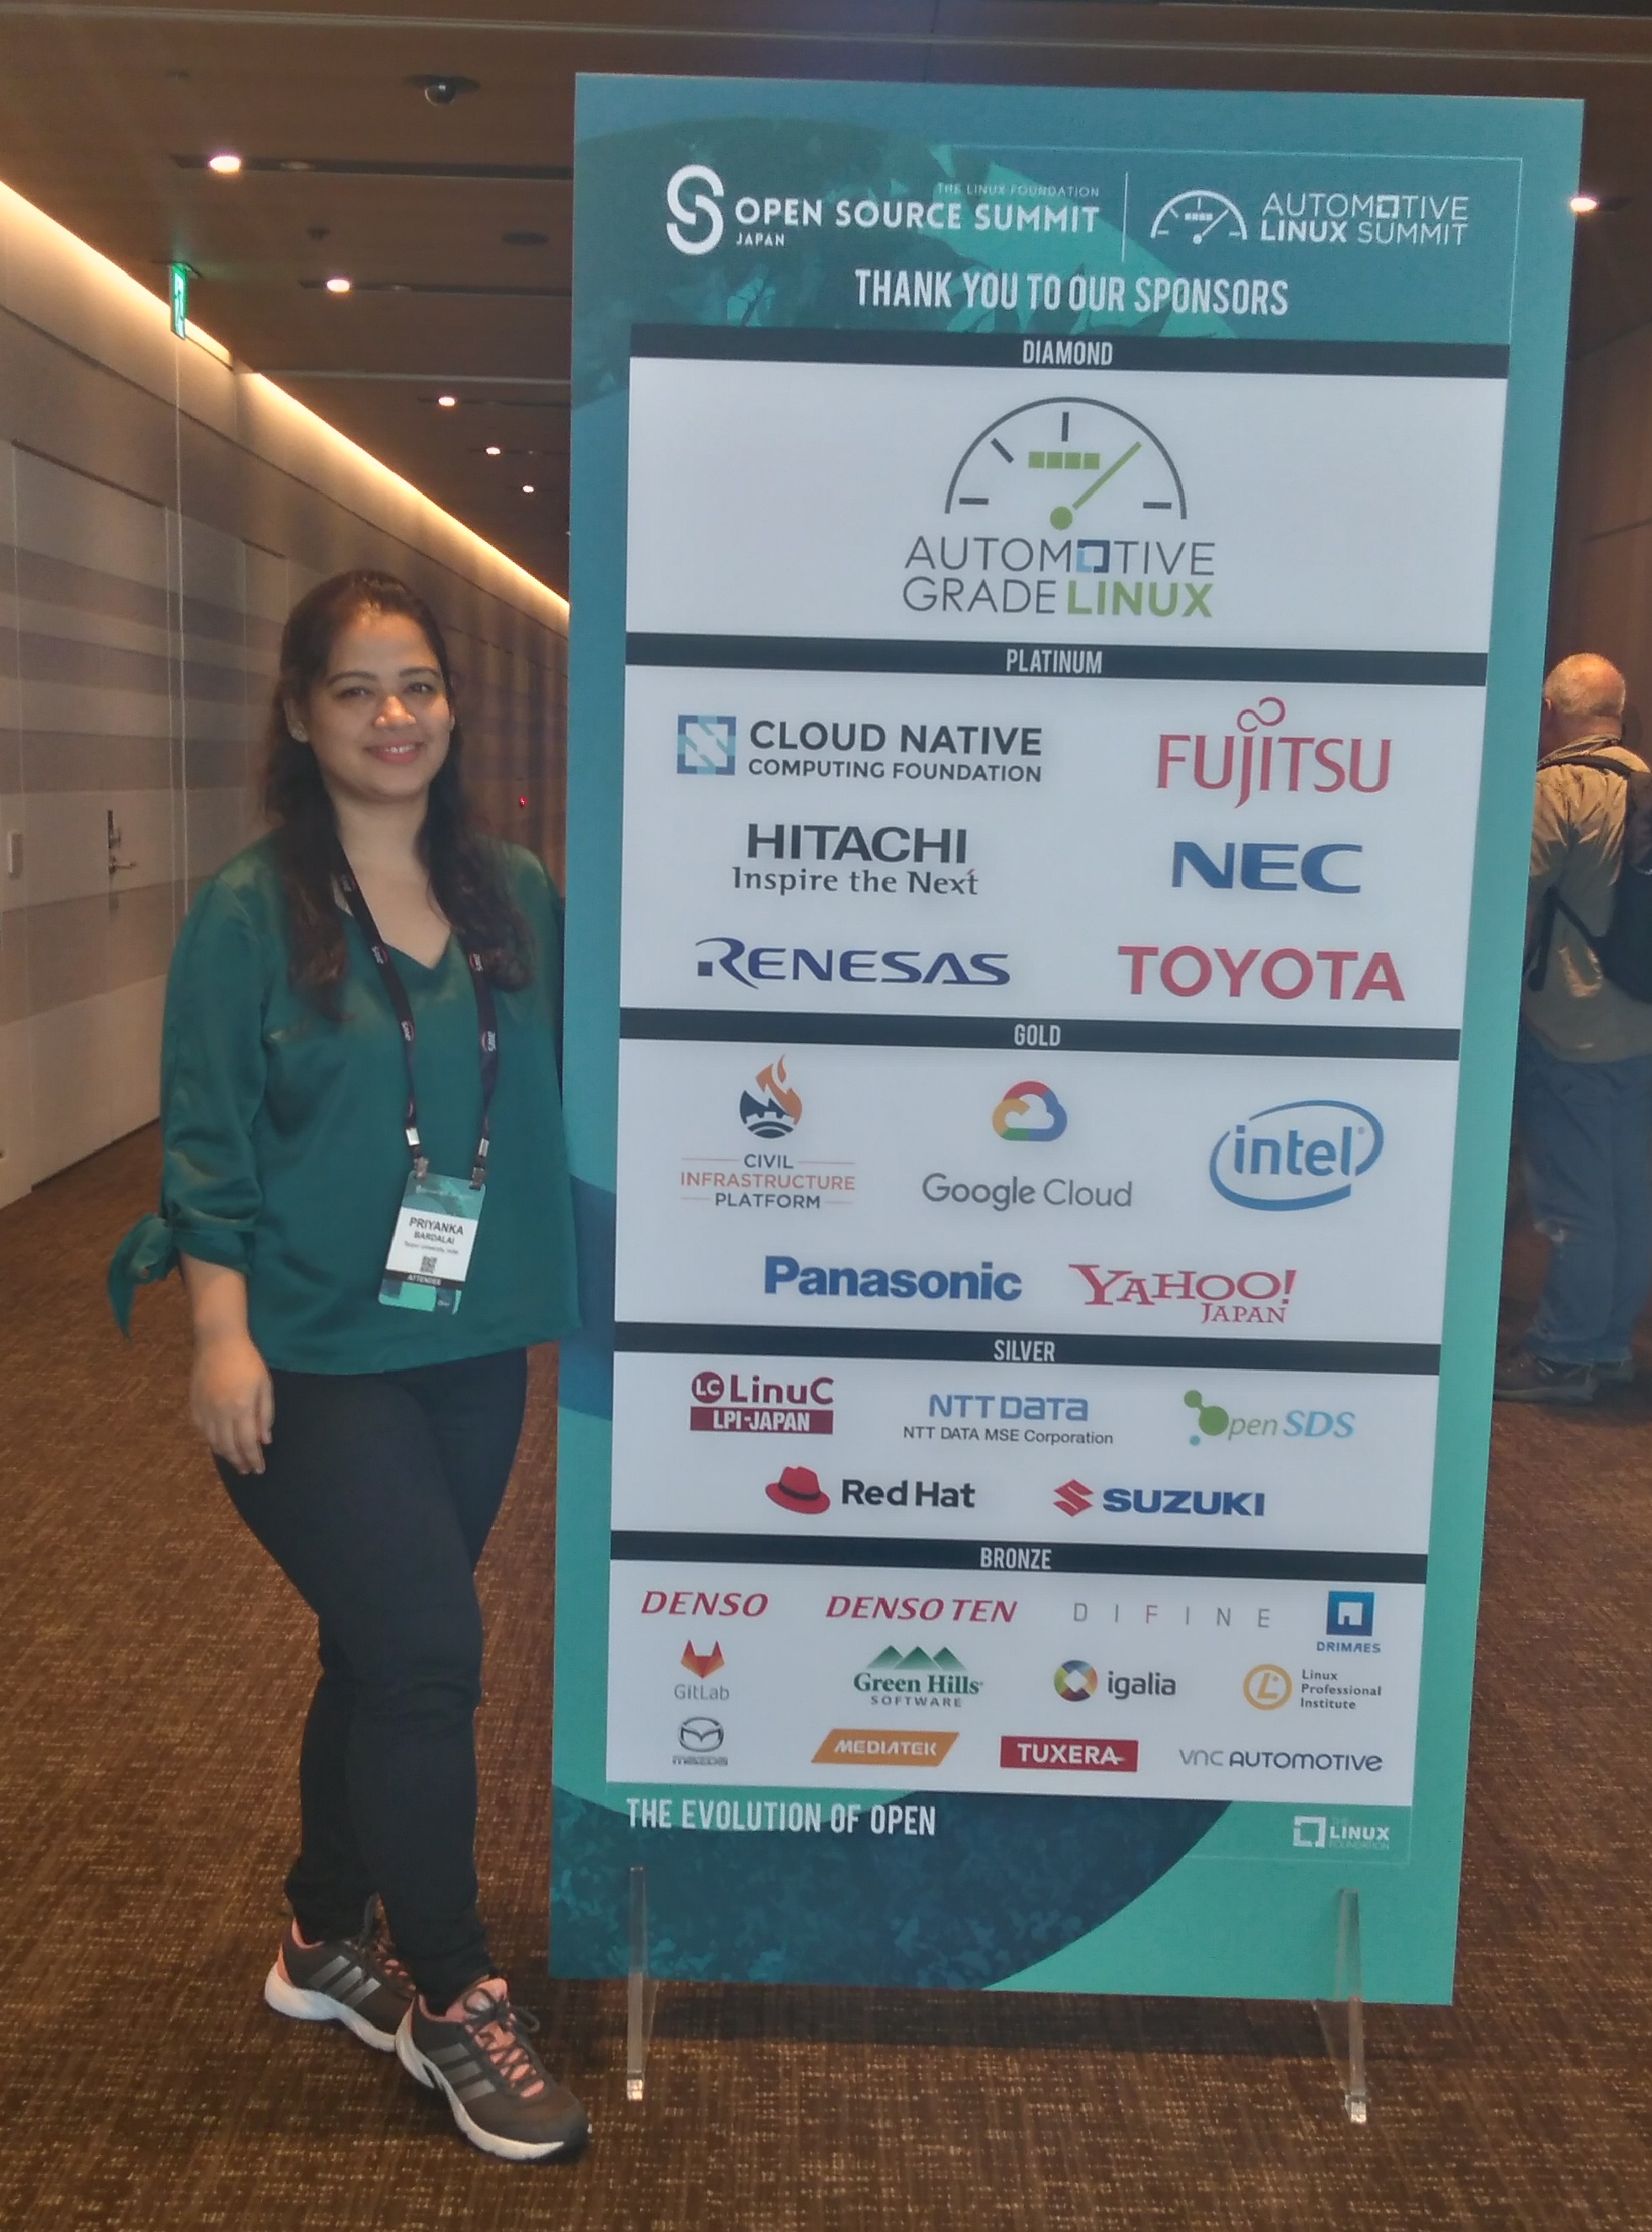 THE LINUX FOUNDATION
OPEN SOURCE SUMMIT
JAPAN
AUTOMOTIVE
LINUX SUMMIT
THANK YOU TO OUR SPONSORS
DIAMOND
AUTOMOTIVE
GRADE LINUX
PLATINUM
CLOUD NATIVE
COMPUTING FOUNDATION
FUJITSU
HITACHI
Inspire the Next
NEC
RENESAS
TOYOTA
GOLD
CIVIL
INFRASTRUCTURE
PLATFORM
Google Cloud
intel
Panasonic
YAHOO!
JAPAN
SILVER
LC LinuC
LPI-JAPAN
NTT DATA
NTT DATA MSE Corporation
OpenSDS
Red Hat
SUZUKI
BRONZE
DENSO
DENSO TEN
DIFINE
DRIMAES
GitLab
Green Hills
SOFTWARE
igalia
Linux
Professional
Institute
mazda
MEDIATEK
TUXERA
VNC AUTOMOTIVE
THE EVOLUTION OF OPEN
THE
LINUX
FOUNDATION
PRIYANKA
BARDALAI
ATTENDEE